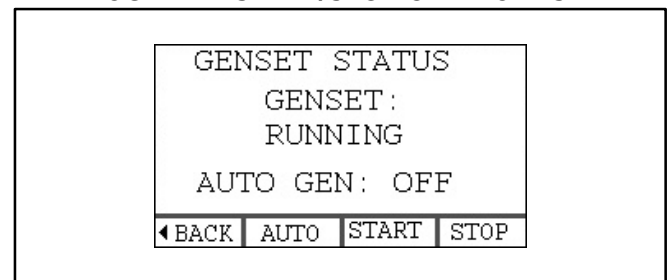 GENSET STATUS
GENSET:
RUNNING
AUTO GEN: OFF
◀BACK AUTO START STOP